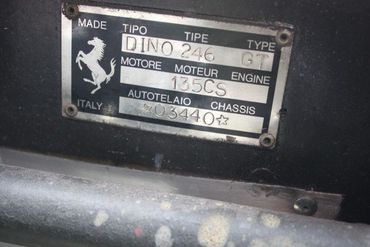 MADE TIPO TIPE TYPE
DINO 246 GT
MOTORE MOTEUR ENGINE
135CS
AUTOTELAIO CHASSIS
ITALY ☆03440☆